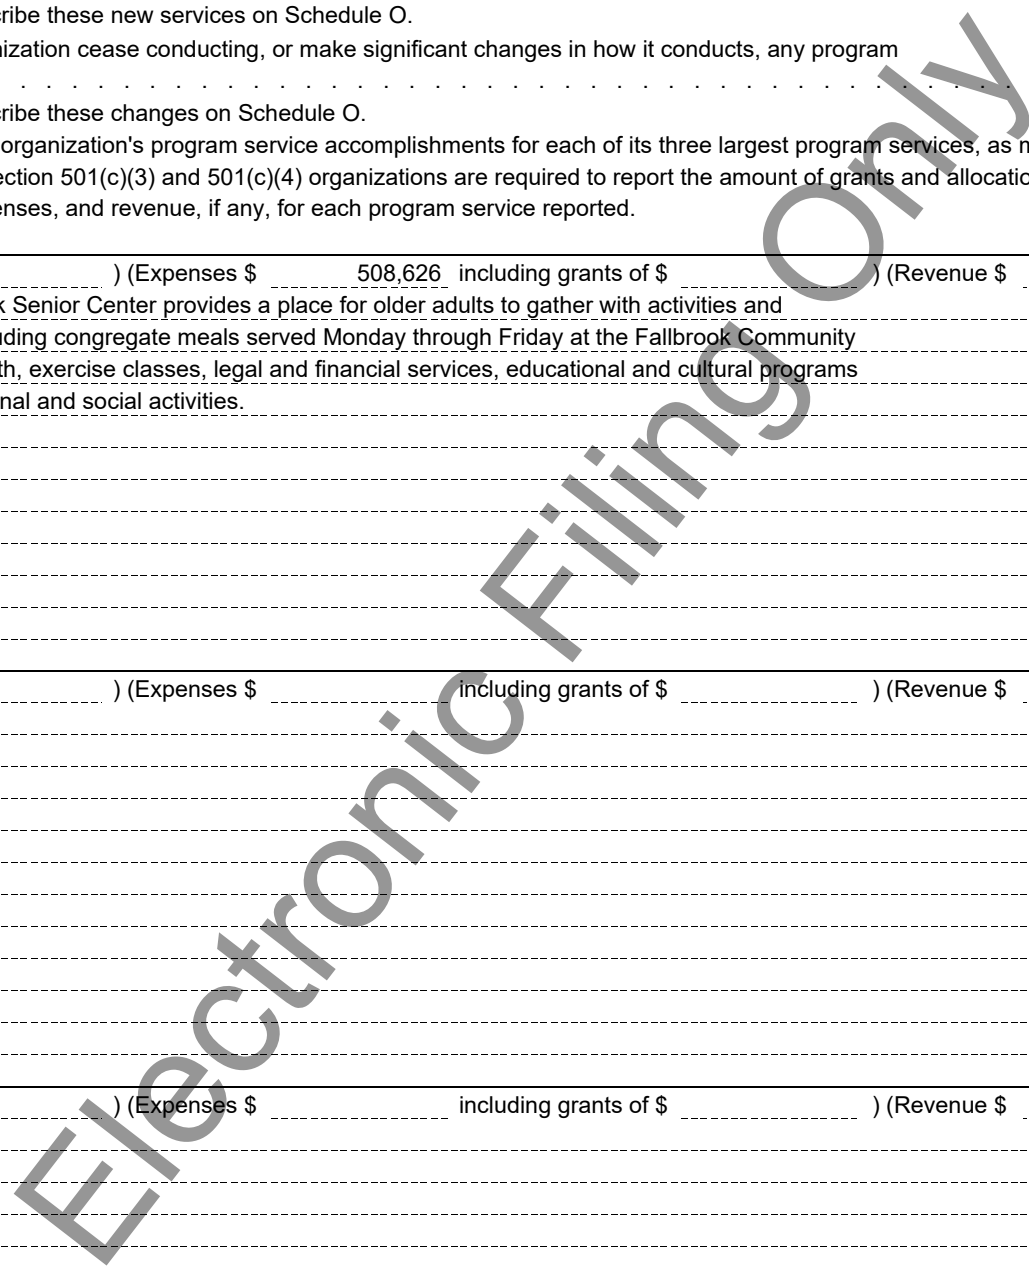 ribe these new services on Schedule O.
nization cease conducting, or make significant changes in how it conducts, any program
. . . . . . . . . . . . . . . . . . . . . . . . . . . . . . . . . . . . . . .
ribe these changes on Schedule O.
organization's program service accomplishments for each of its three largest program services, as m
ection 501(c)(3) and 501(c)(4) organizations are required to report the amount of grants and allocatio
enses, and revenue, if any, for each program service reported.
) (Expenses $ 508,626 including grants of $ ) (Revenue $
k Senior Center provides a place for older adults to gather with activities and
uding congregate meals served Monday through Friday at the Fallbrook Community
th, exercise classes, legal and financial services, educational and cultural programs
nal and social activities.
) (Expenses $ including grants of $ ) (Revenue $
) (Expenses $ including grants of $ ) (Revenue $
Electronic Filing Only